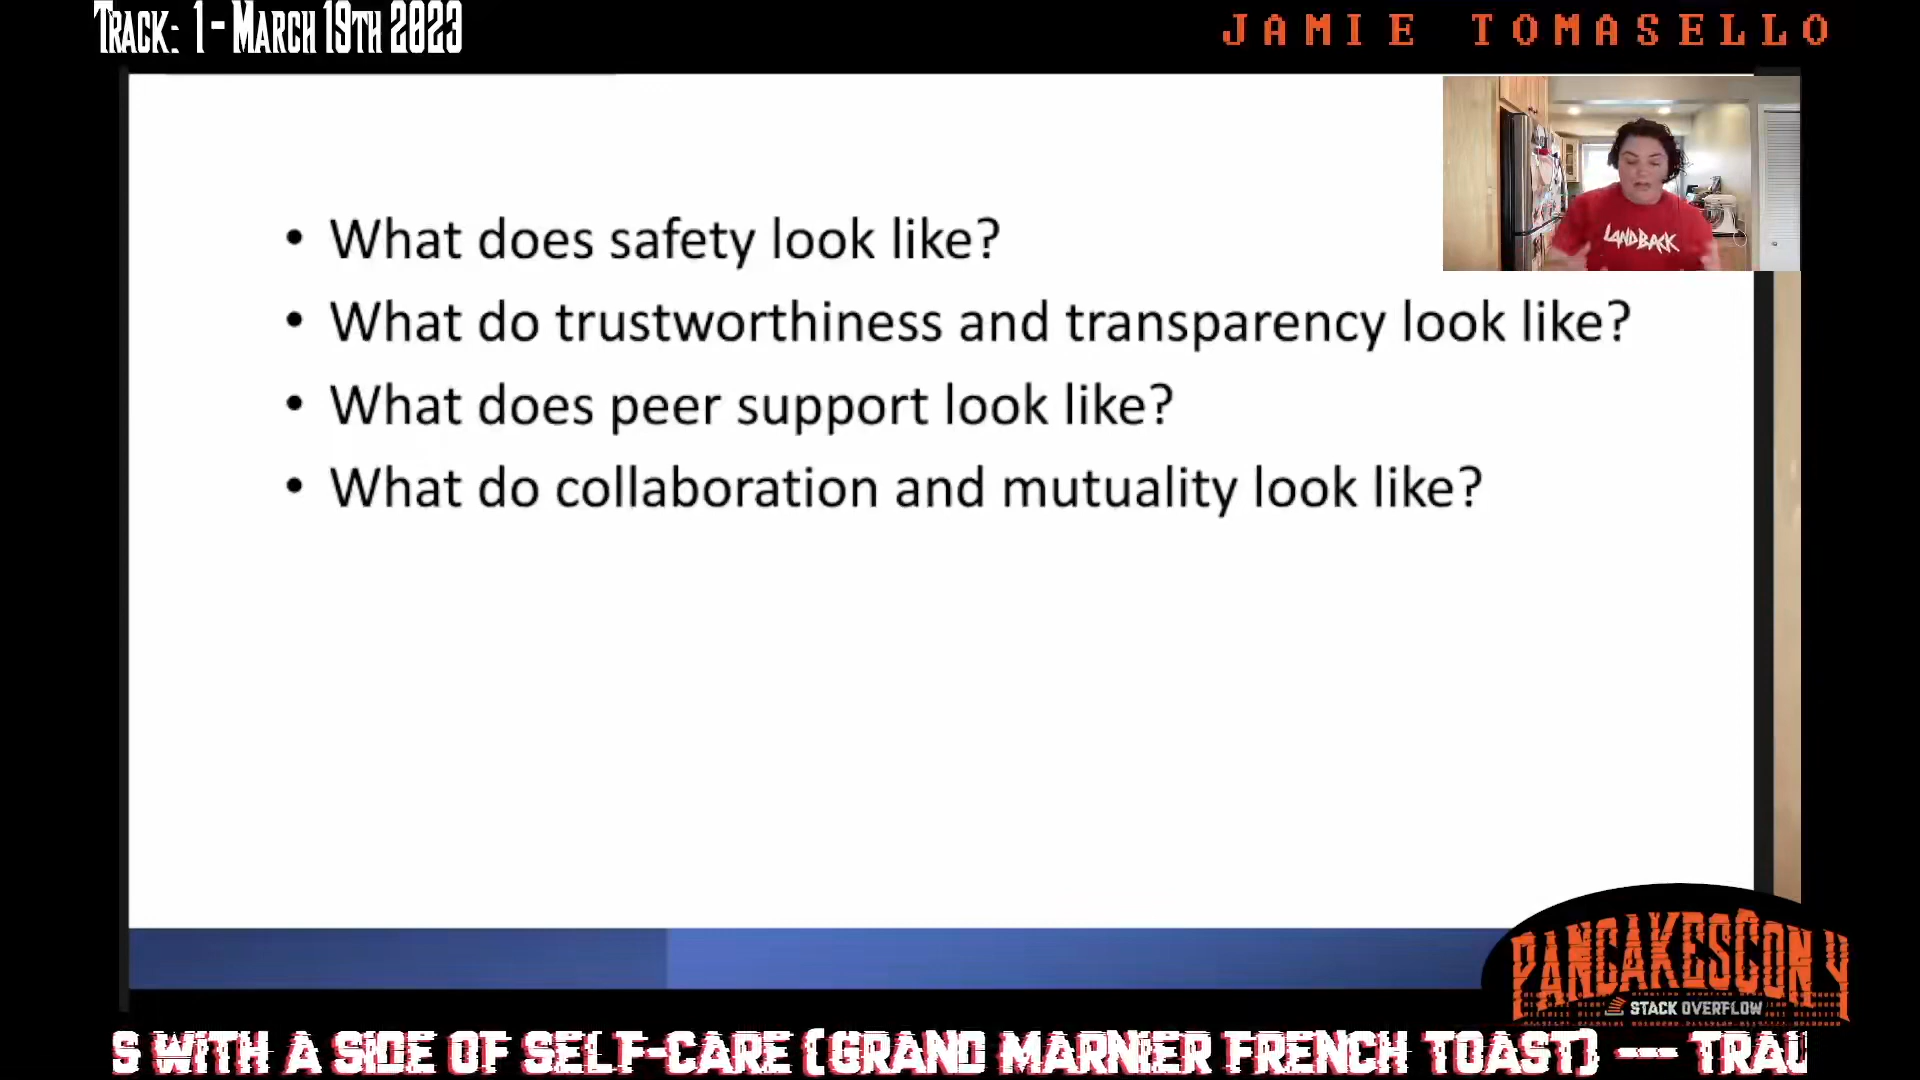 TRACK: 1 - MARCH 19TH 2023
JAMIE TOMASELLO
LANDBACK
• What does safety look like?
• What do trustworthiness and transparency look like?
• What does peer support look like?
• What do collaboration and mutuality look like?
PANCAKESCON 4
STACK OVERFLOW
S WITH A SIDE OF SELF-CARE (GRAND MARNIER FRENCH TOAST) --- TRAU